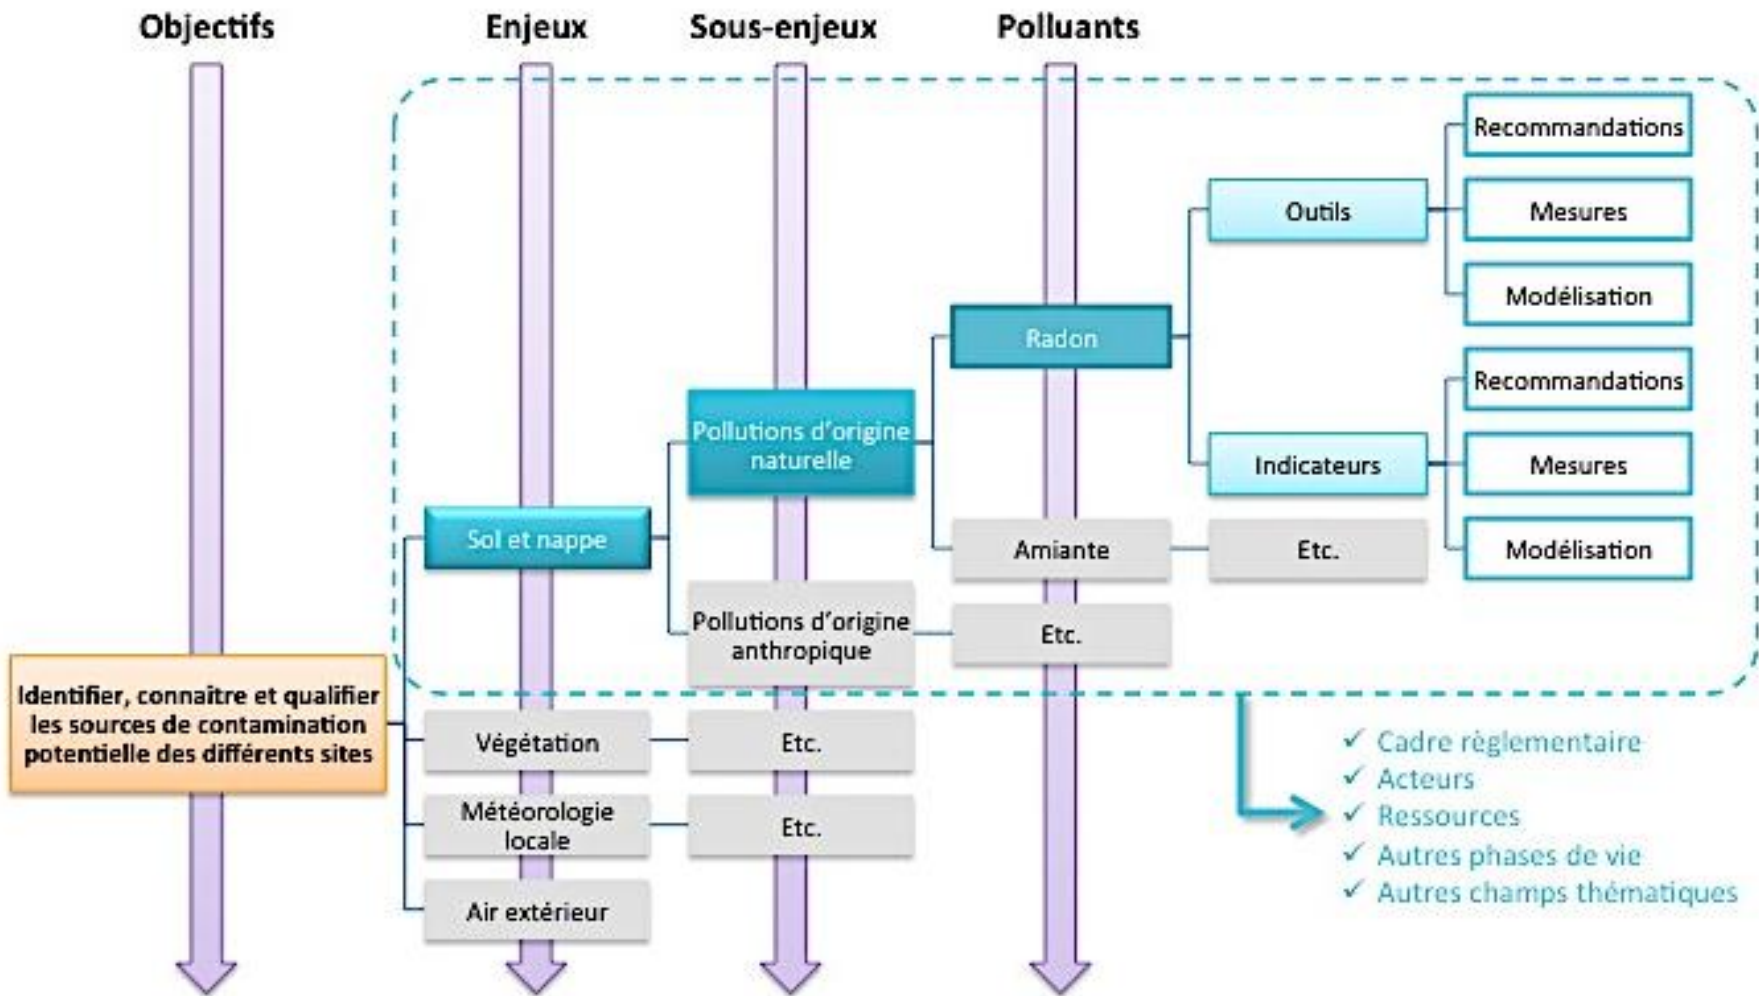 Objectifs
Enjeux
Sous-enjeux
Polluants
Recommandations
Outils
Mesures
Modélisation
Radon
Recommandations
Pollutions d'origine
naturelle
Indicateurs
Mesures
Sol et nappe
Amiante
Etc.
Modélisation
Pollutions d'origine
anthropique
Etc.
Identifier, connaître et qualifier
les sources de contamination
potentielle des différents sites
Végétation
Etc.
Météorologie
locale
Etc.
Air extérieur
✓ Cadre règlementaire
✓ Acteurs
✓ Ressources
✓ Autres phases de vie
✓ Autres champs thématiques